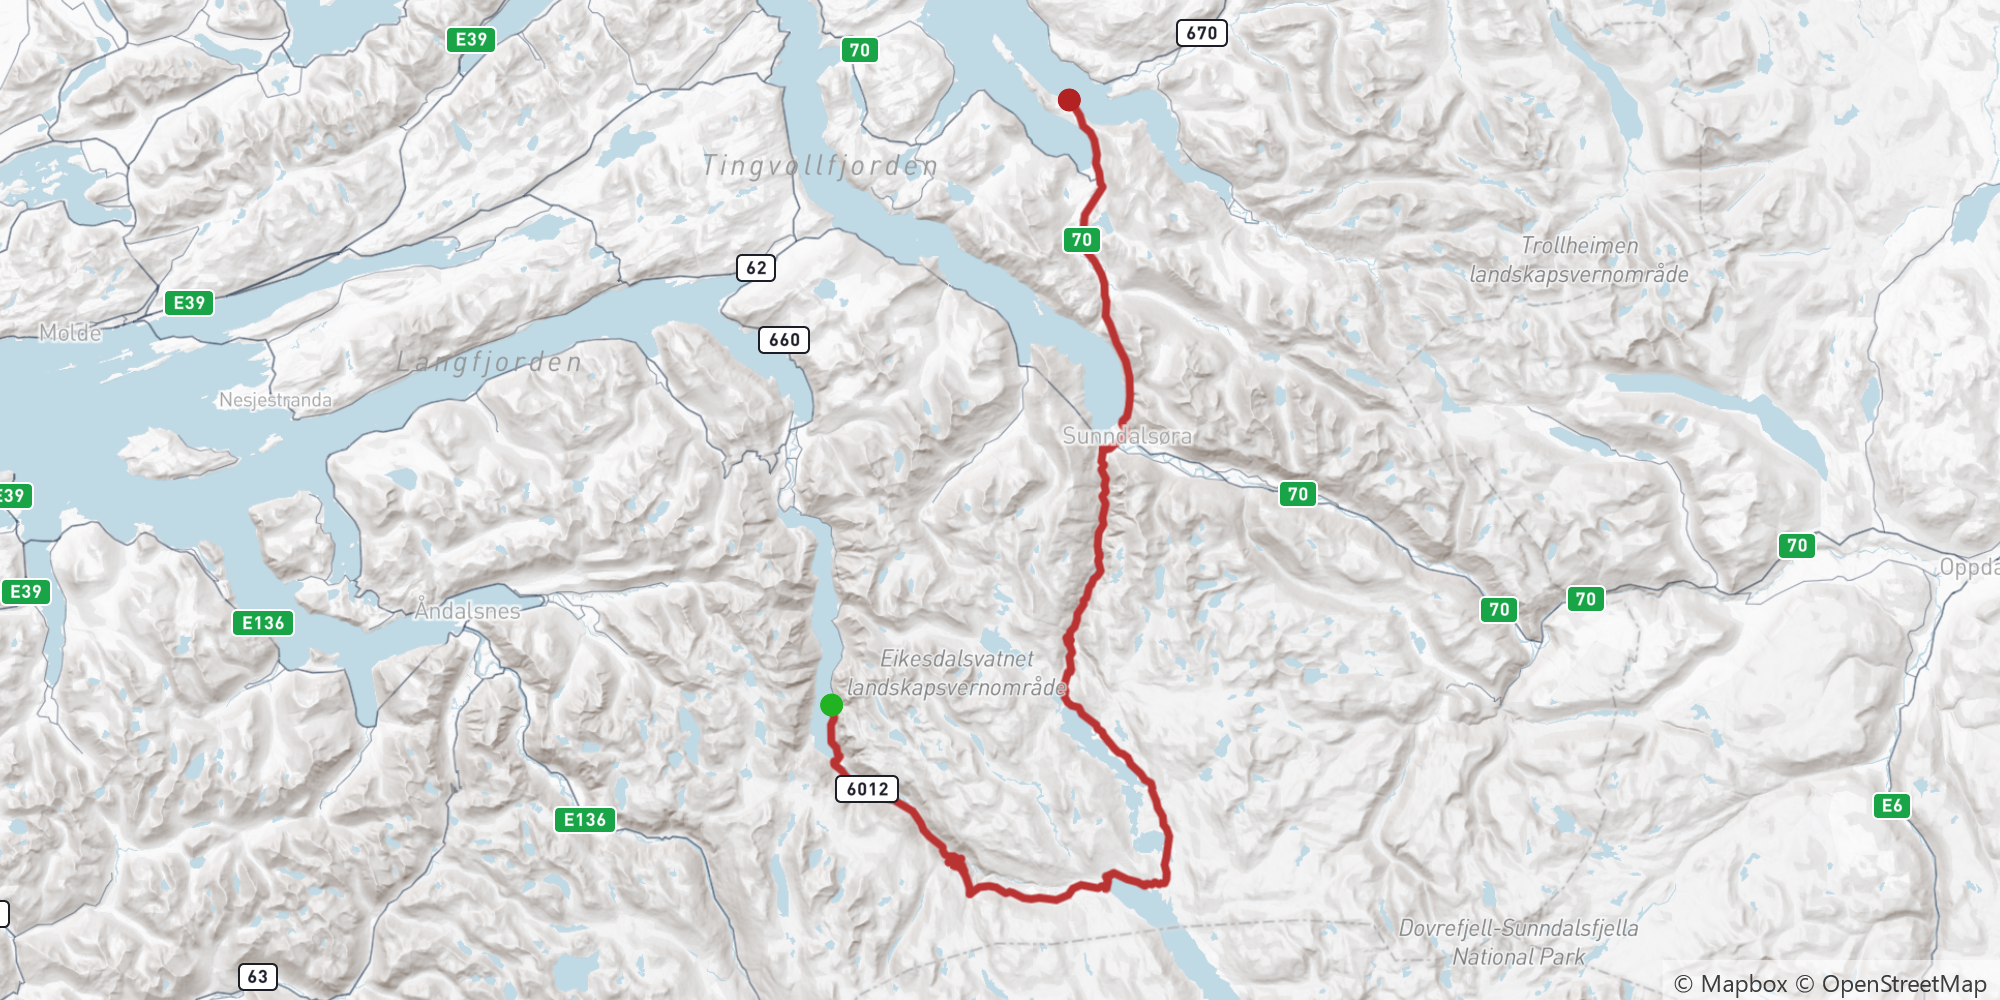 670
E39
70
Tingvollfjorden
70
Trollheimen
landskapsvernområde
62
E39
Molde
660
Langfjorden
Nesjestranda
Sunndalsøra
E39
70
70
Oppda
E39
Åndalsnes
70
70
E136
Eikesdalsvatnet
landskapsvernområde
6012
E6
E136
Dovrefjell-Sunndalsfjella
National Park
63
© Mapbox © OpenStreetMap